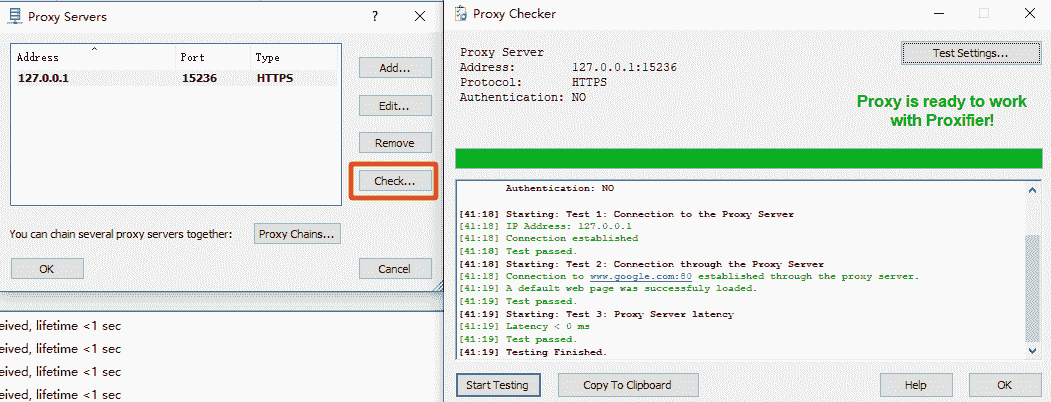 Proxy Servers
?
Address Port Type
127.0.0.1 15236 HTTPS
Add...
Edit...
Remove
Check...
You can chain several proxy servers together:
Proxy Chains...
OK
Cancel
eived, lifetime <1 sec
eived, lifetime <1 sec
eived, lifetime <1 sec
eived, lifetime <1 sec
Proxy Checker
Proxy Server
Address: 127.0.0.1:15236
Protocol: HTTPS
Authentication: NO
Test Settings...
Proxy is ready to work
with Proxifier!
Authentication: NO
[41:18] Starting: Test 1: Connection to the Proxy Server
[41:18] IP Address: 127.0.0.1
[41:18] Connection established
[41:18] Test passed.
[41:18] Starting: Test 2: Connection through the Proxy Server
[41:18] Connection to www.google.com:80 established through the proxy server.
[41:19] A default web page was successfuly loaded.
[41:19] Test passed.
[41:19] Starting: Test 3: Proxy Server latency
[41:19] Latency < 0 ms
[41:19] Test passed.
[41:19] Testing Finished.
Start Testing
Copy To Clipboard
Help
OK